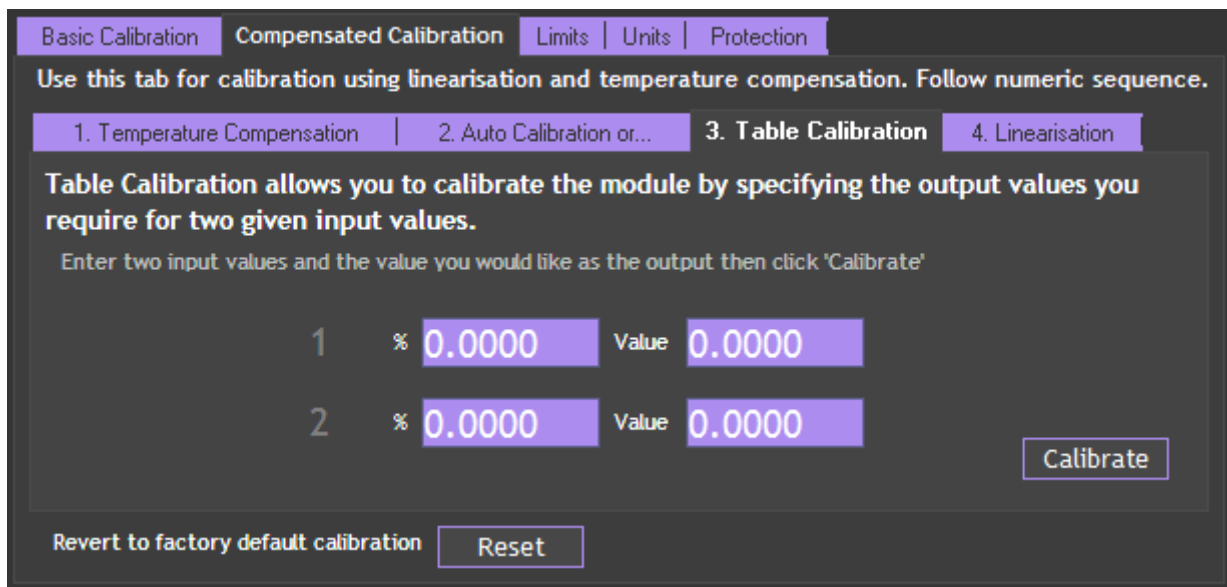 Basic Calibration Compensated Calibration Limits Units Protection
Use this tab for calibration using linearisation and temperature compensation. Follow numeric sequence.
1. Temperature Compensation 2. Auto Calibration or... 3. Table Calibration 4. Linearisation
Table Calibration allows you to calibrate the module by specifying the output values you
require for two given input values.
Enter two input values and the value you would like as the output then click 'Calibrate'
1 % 0.0000 Value 0.0000
2 % 0.0000 Value 0.0000
Calibrate
Revert to factory default calibration Reset